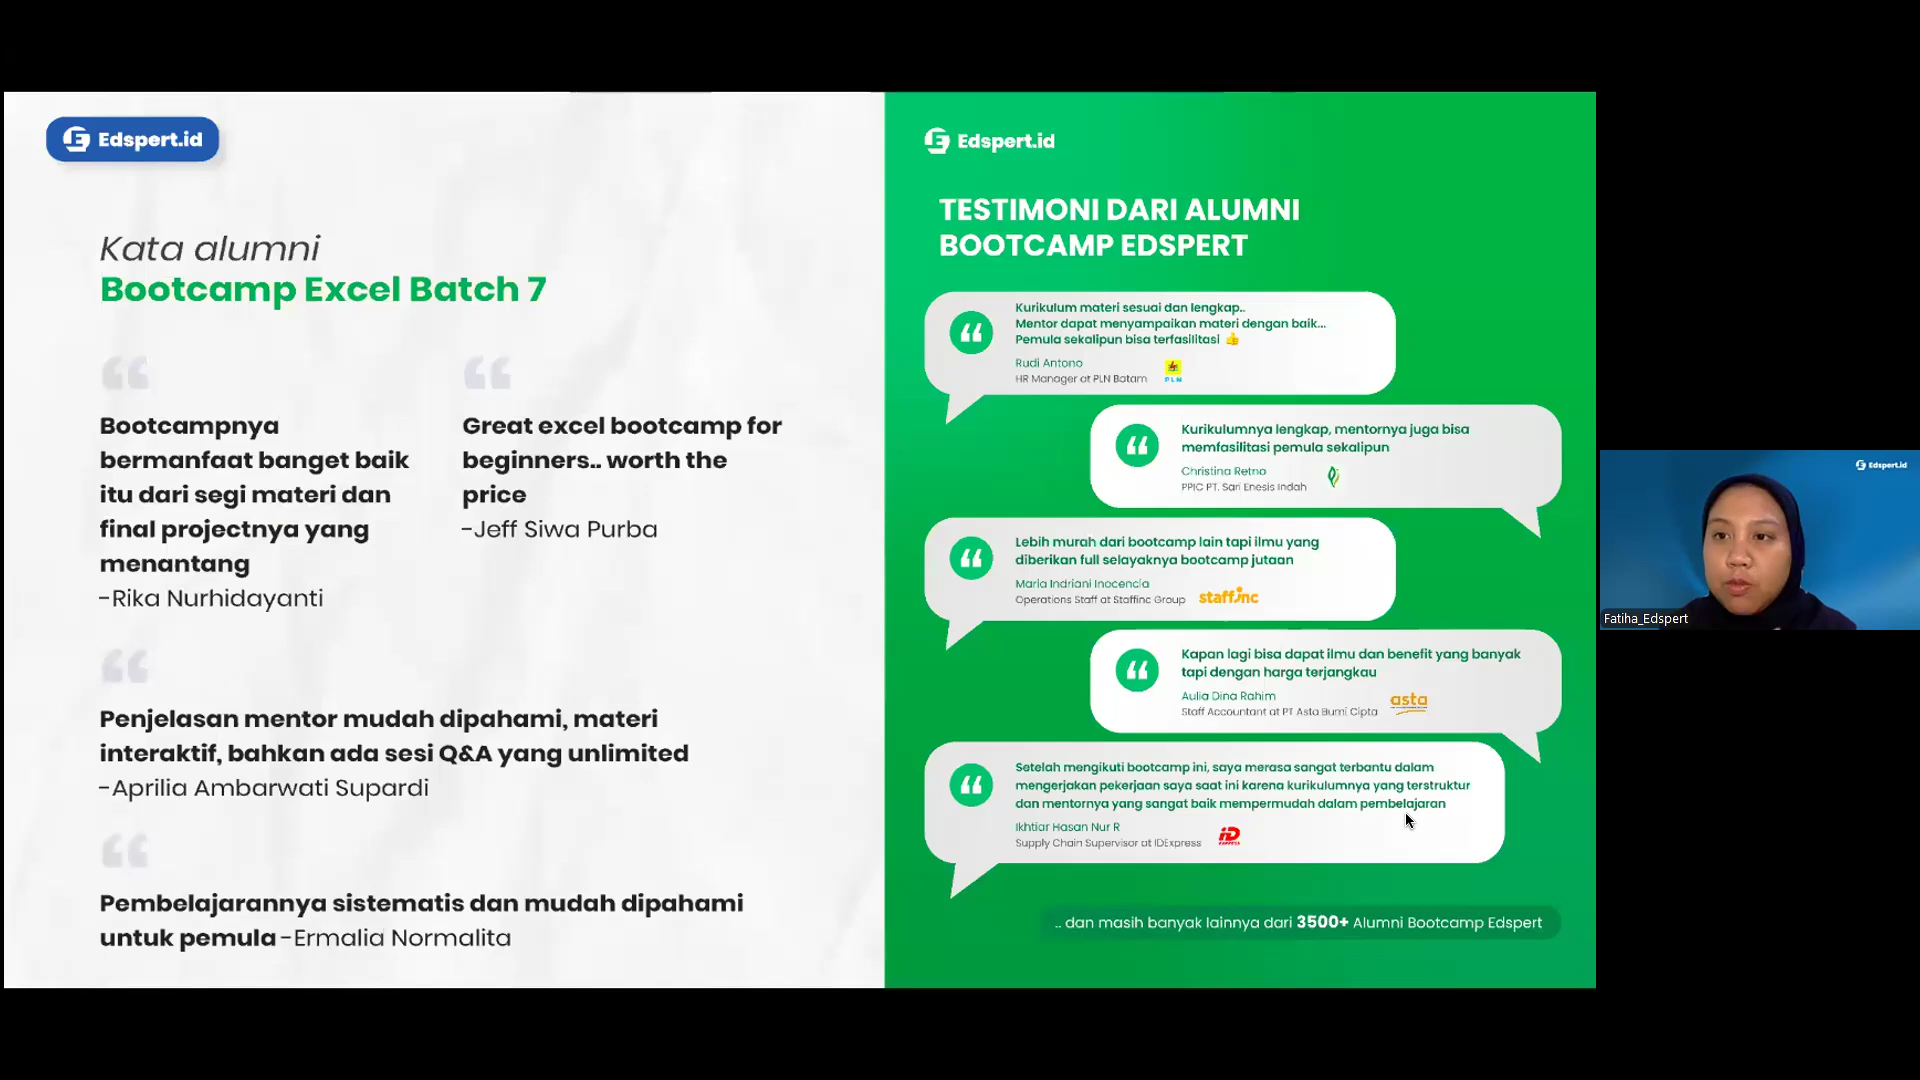 Edspert.id
Kata alumni
Bootcamp Excel Batch 7
Bootcampnya
bermanfaat banget baik
itu dari segi materi dan
final projectnya yang
menantang
-Rika Nurhidayanti
Great excel bootcamp for
beginners.. worth the
price
-Jeff Siwa Purba
Penjelasan mentor mudah dipahami, materi
interaktif, bahkan ada sesi Q&A yang unlimited
-Aprilia Ambarwati Supardi
Pembelajarannya sistematis dan mudah dipahami
untuk pemula -Ermalia Normalita
Edspert.id
TESTIMONI DARI ALUMNI
BOOTCAMP EDSPERT
Kurikulum materi sesuai dan lengkap..
Mentor dapat menyampaikan materi dengan baik...
Pemula sekalipun bisa terfasilitasi 👍
Rudi Antono
HR Manager at PLN Batam
PLN
Kurikulumnya lengkap, mentornya juga bisa
memfasilitasi pemula sekalipun
Christina Retno
PPIC PT. Sari Enesis Indah
Lebih murah dari bootcamp lain tapi ilmu yang
diberikan full selayaknya bootcamp jutaan
Maria Indriani Inocencia
Operations Staff at Staffinc Group
staffinc
Kapan lagi bisa dapat ilmu dan benefit yang banyak
tapi dengan harga terjangkau
Aulia Dina Rahim
Staff Accountant at PT Asta Bumi Cipta
asta
Setelah mengikuti bootcamp ini, saya merasa sangat terbantu dalam
mengerjakan pekerjaan saya saat ini karena kurikulumnya yang terstruktur
dan mentornya yang sangat baik mempermudah dalam pembelajaran
Ikhtiar Hasan Nur R
Supply Chain Supervisor at IDExpress
iD
EXPRESS
.. dan masih banyak lainnya dari 3500+ Alumni Bootcamp Edspert
Edspert.id
Fatiha_Edspert